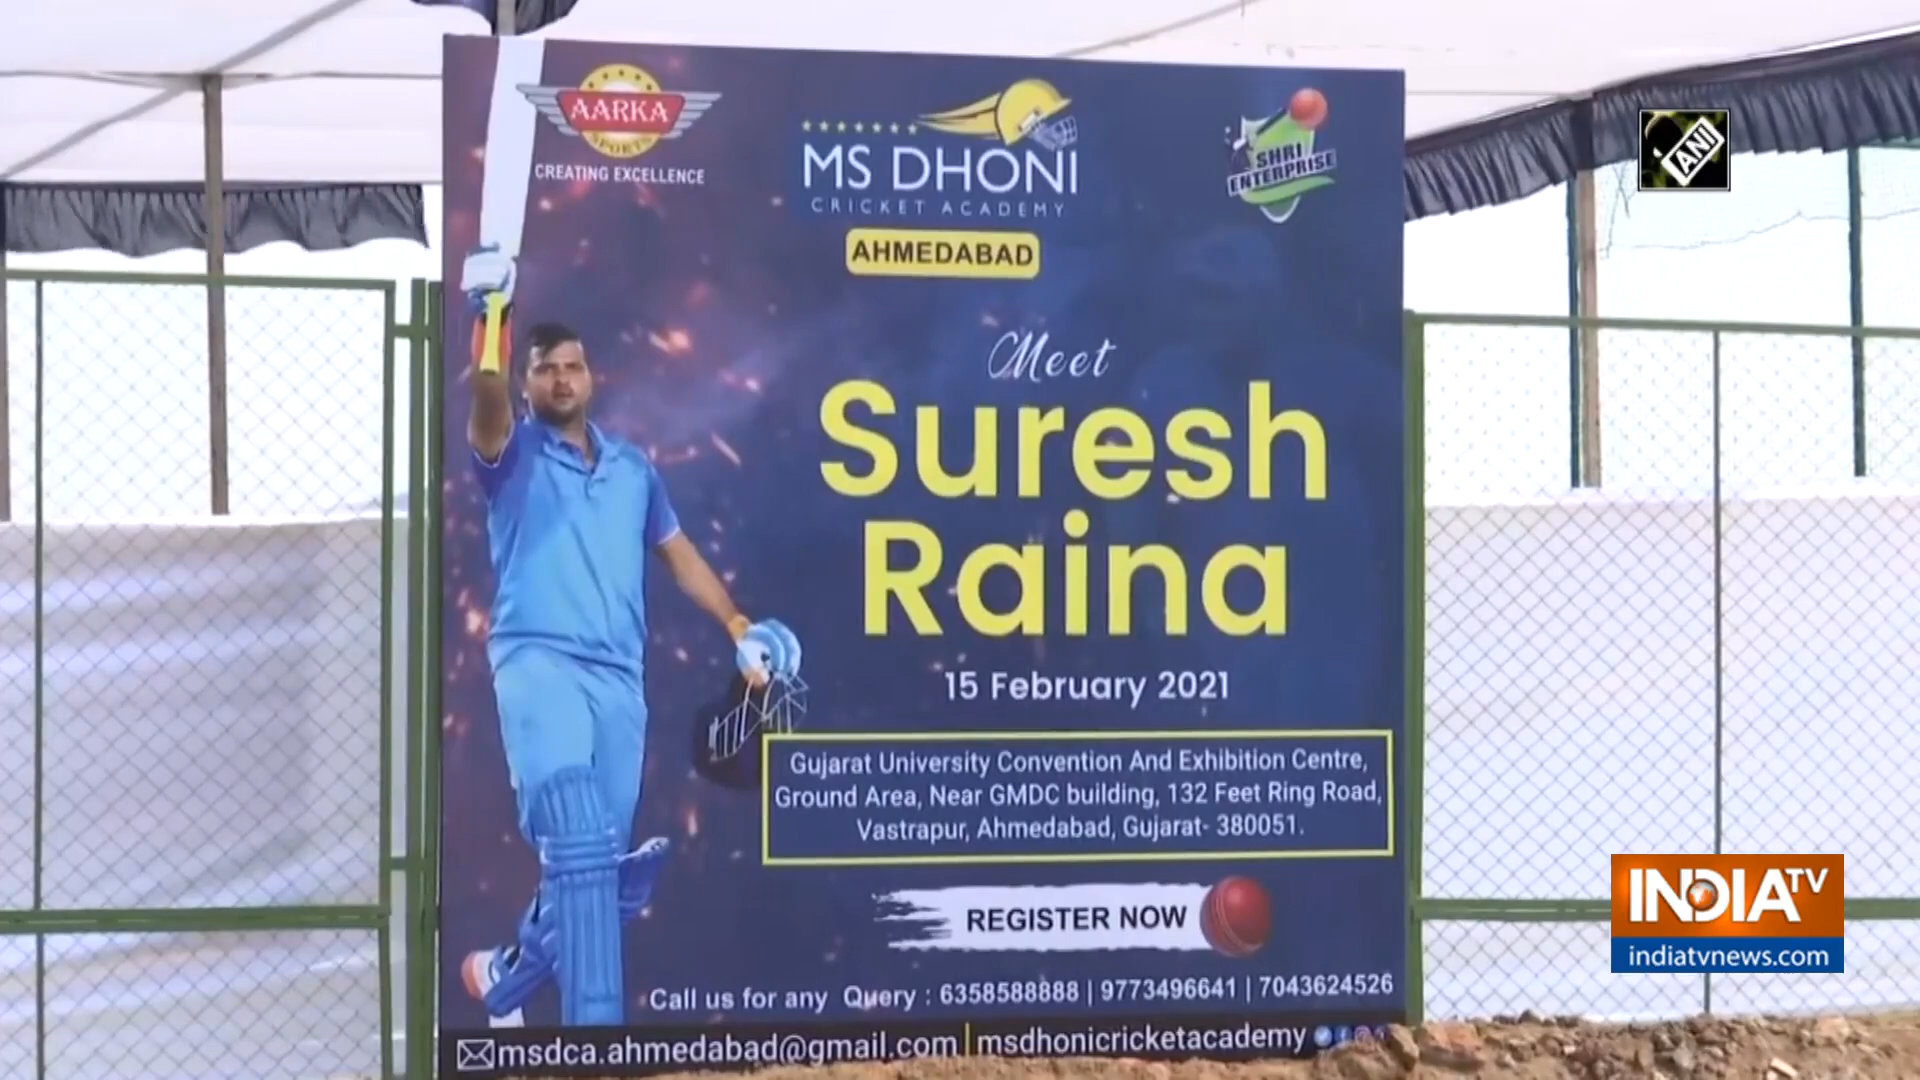 AARKA
SPORTS
CREATING EXCELLENCE
MS DHONI
CRICKET ACADEMY
AHMEDABAD
SHRI
ENTERPRISE
ANI
Meet
Suresh
Raina
15 February 2021
Gujarat University Convention And Exhibition Centre,
Ground Area, Near GMDC building, 132 Feet Ring Road,
Vastrapur, Ahmedabad, Gujarat- 380051.
REGISTER NOW
Call us for any Query : 6358588888 | 9773496641 | 7043624526
msdca.ahmedabad@gmail.com | msdhonicricketacademy
INDIA TV
indiatvnews.com